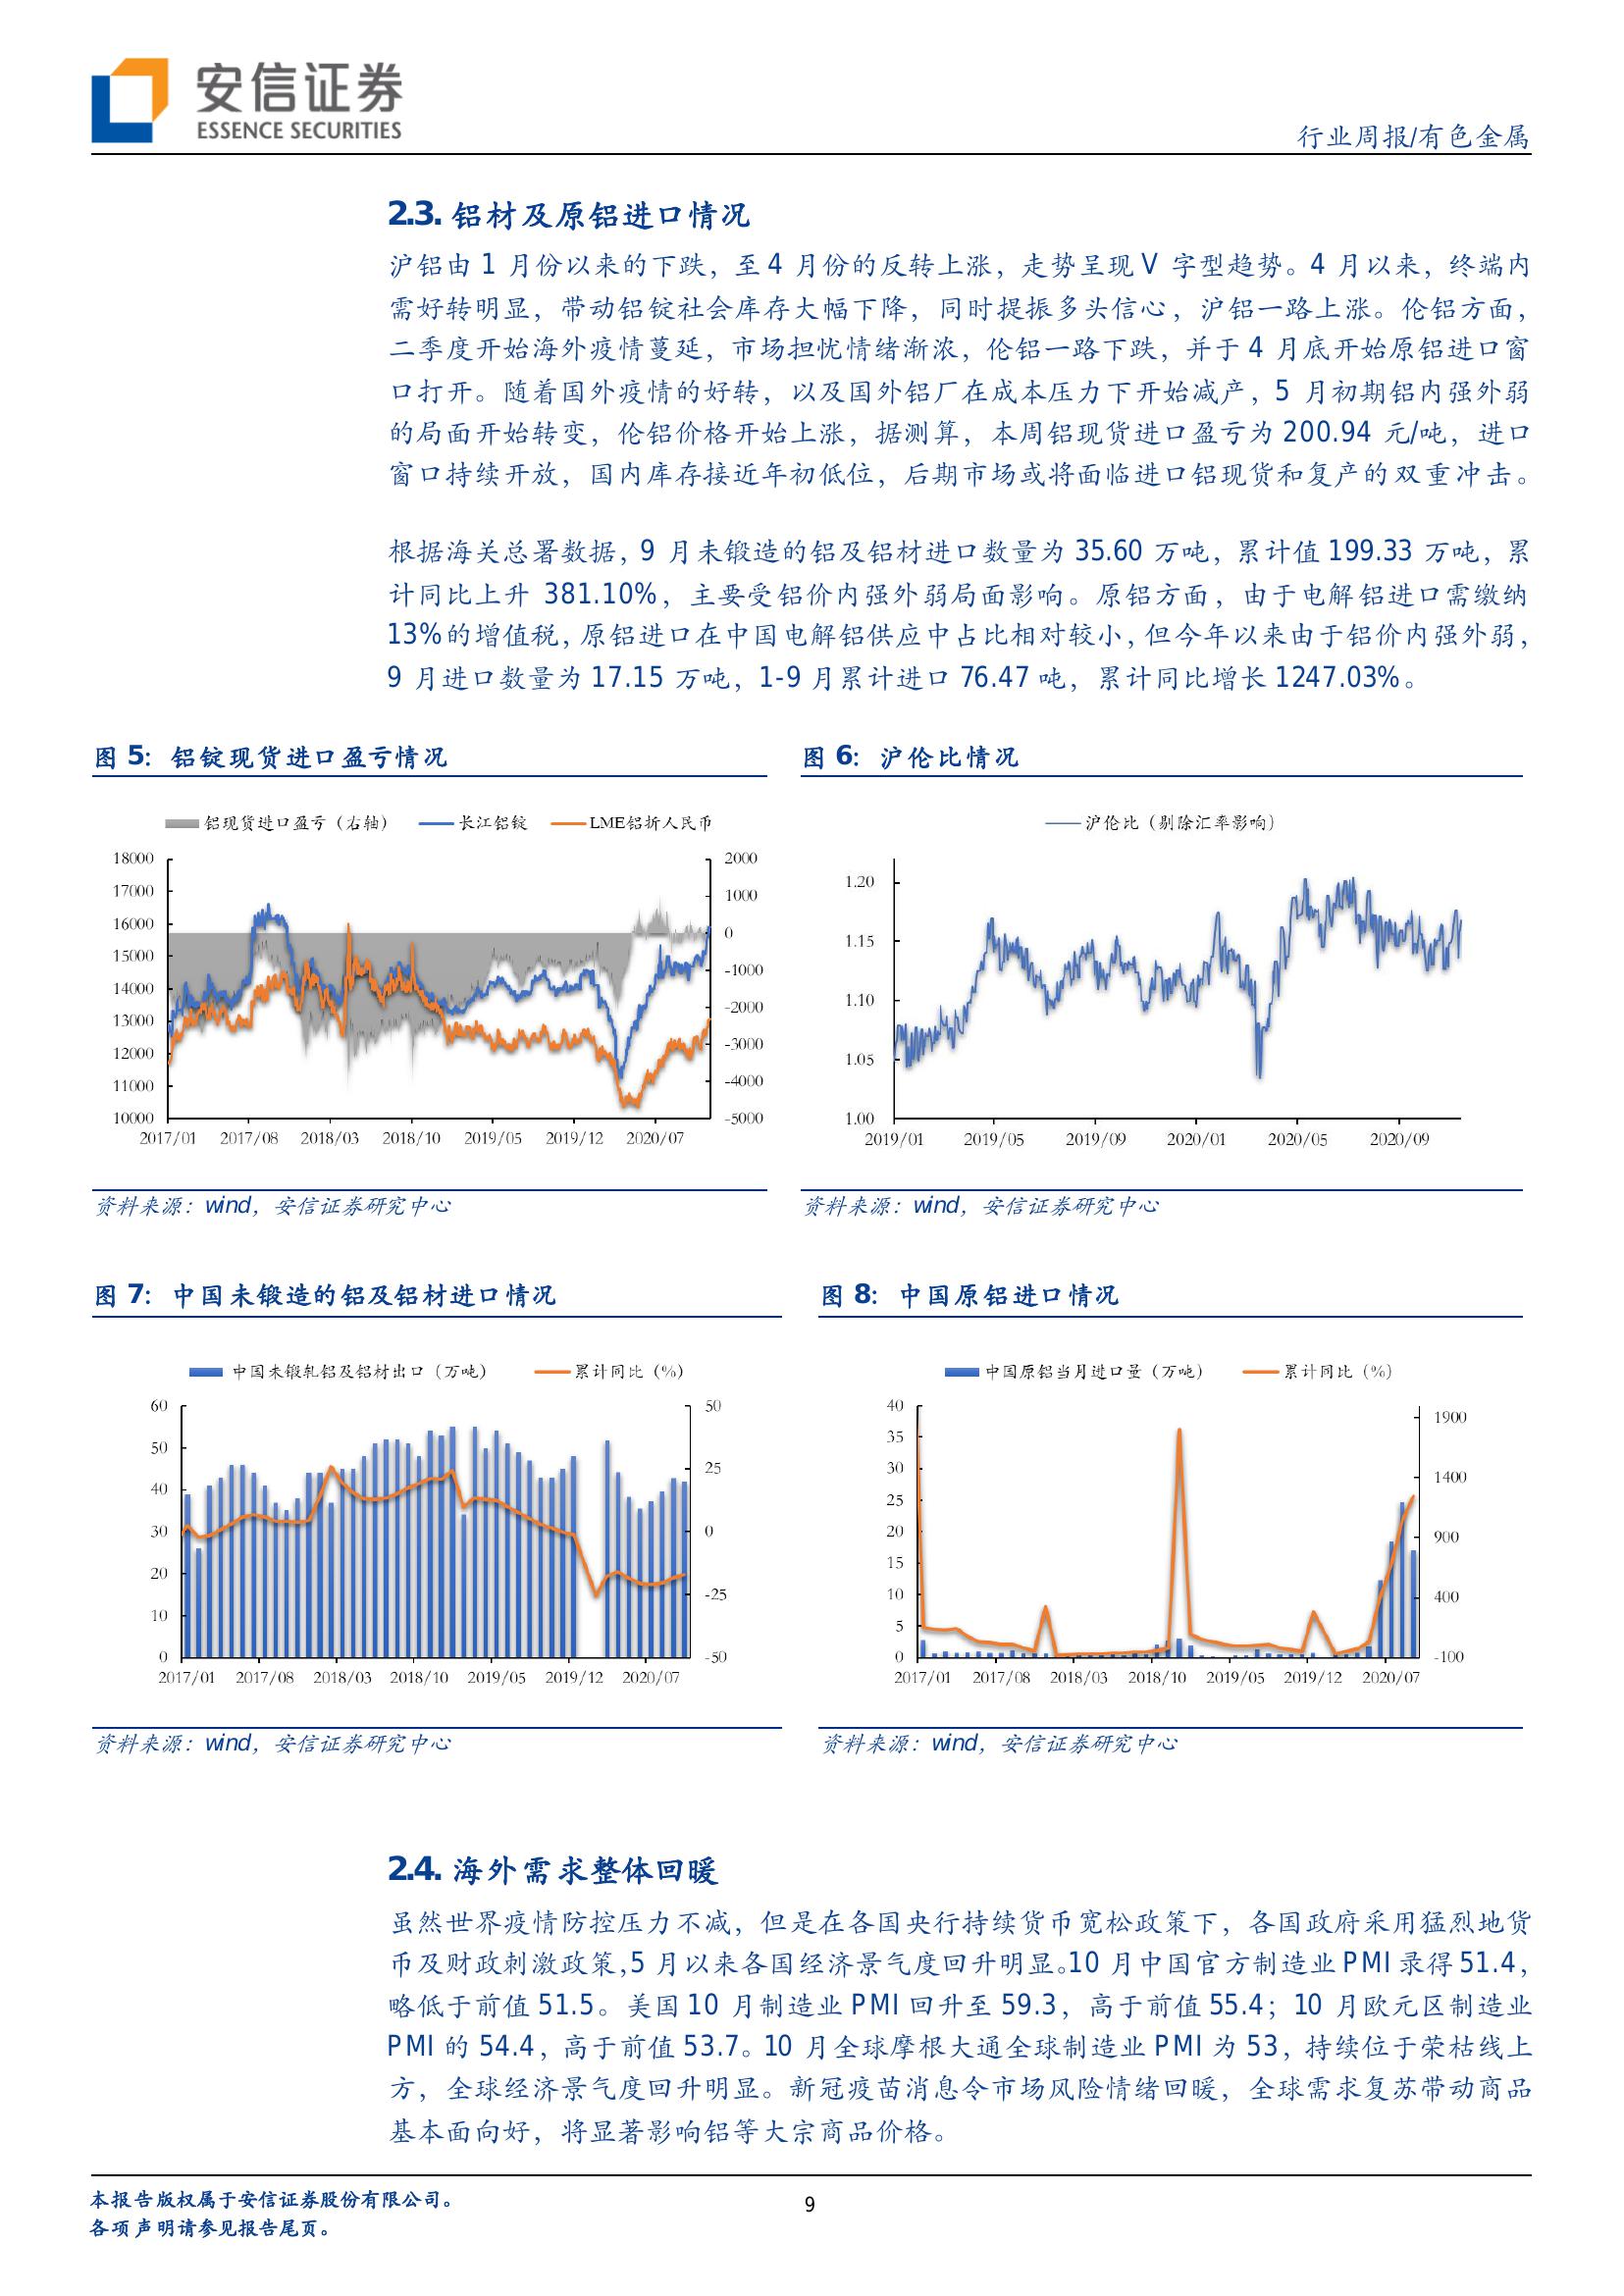 安信证券
ESSENCE SECURITIES
行业周报/有色金属
2.3. 铝材及原铝进口情况
沪铝由 1 月份以来的下跌，至 4 月份的反转上涨，走势呈现 V 字型趋势。4 月以来，终端内
需好转明显，带动铝锭社会库存大幅下降，同时提振多头信心，沪铝一路上涨。伦铝方面，
二季度开始海外疫情蔓延，市场担忧情绪渐浓，伦铝一路下跌，并于 4 月底开始原铝进口窗
口打开。随着国外疫情的好转，以及国外铝厂在成本压力下开始减产，5 月初期铝内强外弱
的局面开始转变，伦铝价格开始上涨，据测算，本周铝现货进口盈亏为 200.94 元/吨，进口
窗口持续开放，国内库存接近年初低位，后期市场或将面临进口铝现货和复产的双重冲击。
根据海关总署数据，9 月未锻造的铝及铝材进口数量为 35.60 万吨，累计值 199.33 万吨，累
计同比上升 381.10%，主要受铝价内强外弱局面影响。原铝方面，由于电解铝进口需缴纳
13%的增值税，原铝进口在中国电解铝供应中占比相对较小，但今年以来由于铝价内强外弱，
9 月进口数量为 17.15 万吨，1-9 月累计进口 76.47 吨，累计同比增长 1247.03%。
图 5：铝锭现货进口盈亏情况
铝现货进口盈亏（右轴） 长江铝锭 LME铝折人民币
18000
17000
16000
15000
14000
13000
12000
11000
10000
2000
1000
0
-1000
-2000
-3000
-4000
-5000
2017/01 2017/08 2018/03 2018/10 2019/05 2019/12 2020/07
资料来源：wind，安信证券研究中心
图 6：沪伦比情况
沪伦比（剔除汇率影响）
1.20
1.15
1.10
1.05
1.00
2019/01 2019/05 2019/09 2020/01 2020/05 2020/09
资料来源：wind，安信证券研究中心
图 7：中国未锻造的铝及铝材进口情况
中国未锻轧铝及铝材出口（万吨） 累计同比（%）
60
50
40
30
20
10
0
50
25
0
-25
-50
2017/01 2017/08 2018/03 2018/10 2019/05 2019/12 2020/07
资料来源：wind，安信证券研究中心
图 8：中国原铝进口情况
中国原铝当月进口量（万吨） 累计同比（%）
40
35
30
25
20
15
10
5
0
1900
1400
900
400
-100
2017/01 2017/08 2018/03 2018/10 2019/05 2019/12 2020/07
资料来源：wind，安信证券研究中心
2.4. 海外需求整体回暖
虽然世界疫情防控压力不减，但是在各国央行持续货币宽松政策下，各国政府采用猛烈地货
币及财政刺激政策，5 月以来各国经济景气度回升明显。10 月中国官方制造业 PMI 录得 51.4，
略低于前值 51.5。美国 10 月制造业 PMI 回升至 59.3，高于前值 55.4；10 月欧元区制造业
PMI 的 54.4，高于前值 53.7。10 月全球摩根大通全球制造业 PMI 为 53，持续位于荣枯线上
方，全球经济景气度回升明显。新冠疫苗消息令市场风险情绪回暖，全球需求复苏带动商品
基本面向好，将显著影响铝等大宗商品价格。
本报告版权属于安信证券股份有限公司。
各项声明请参见报告尾页。
9